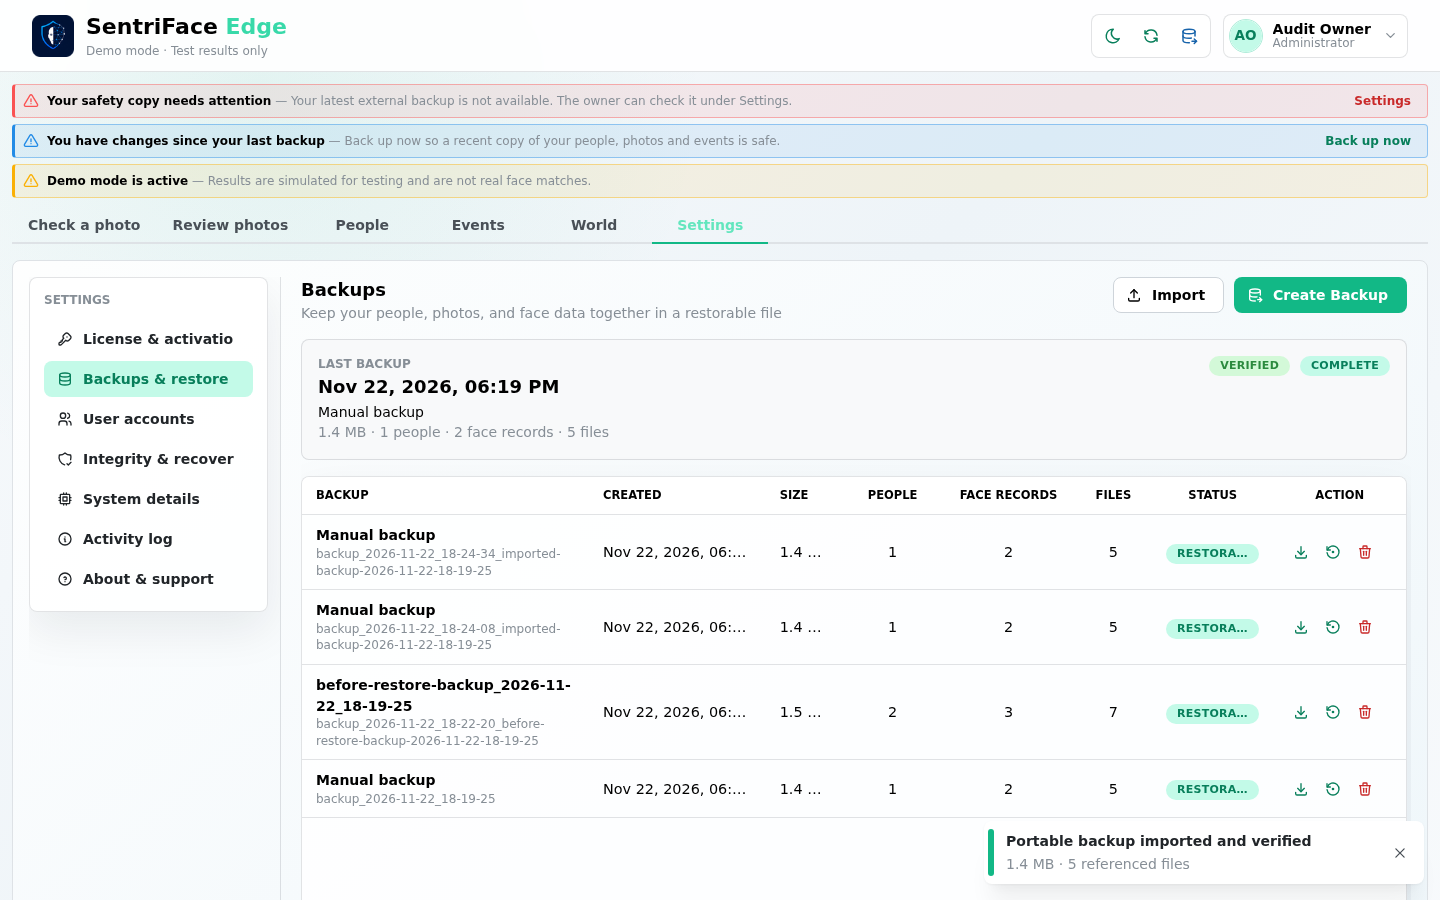 SentriFace Edge
Demo mode · Test results only
AO
Audit Owner
Administrator
Your safety copy needs attention — Your latest external backup is not available. The owner can check it under Settings.
Settings
You have changes since your last backup — Back up now so a recent copy of your people, photos and events is safe.
Back up now
Demo mode is active — Results are simulated for testing and are not real face matches.
Check a photo
Review photos
People
Events
World
Settings
SETTINGS
License & activatio
Backups & restore
User accounts
Integrity & recover
System details
Activity log
About & support
Backups
Keep your people, photos, and face data together in a restorable file
Import
Create Backup
LAST BACKUP
Nov 22, 2026, 06:19 PM
Manual backup
1.4 MB · 1 people · 2 face records · 5 files
VERIFIED
COMPLETE
BACKUP CREATED SIZE PEOPLE FACE RECORDS FILES STATUS ACTION
Manual backup
backup_2026-11-22_18-24-34_imported-
backup-2026-11-22-18-19-25
Nov 22, 2026, 06:… 1.4 … 1 2 5 RESTORA…
Manual backup
backup_2026-11-22_18-24-08_imported-
backup-2026-11-22-18-19-25
Nov 22, 2026, 06:… 1.4 … 1 2 5 RESTORA…
before-restore-backup_2026-11-
22_18-19-25
backup_2026-11-22_18-22-20_before-
restore-backup-2026-11-22-18-19-25
Nov 22, 2026, 06:… 1.5 … 2 3 7 RESTORA…
Manual backup
backup_2026-11-22_18-19-25
Nov 22, 2026, 06:… 1.4 … 1 2 5 RESTORA…
Portable backup imported and verified
1.4 MB · 5 referenced files